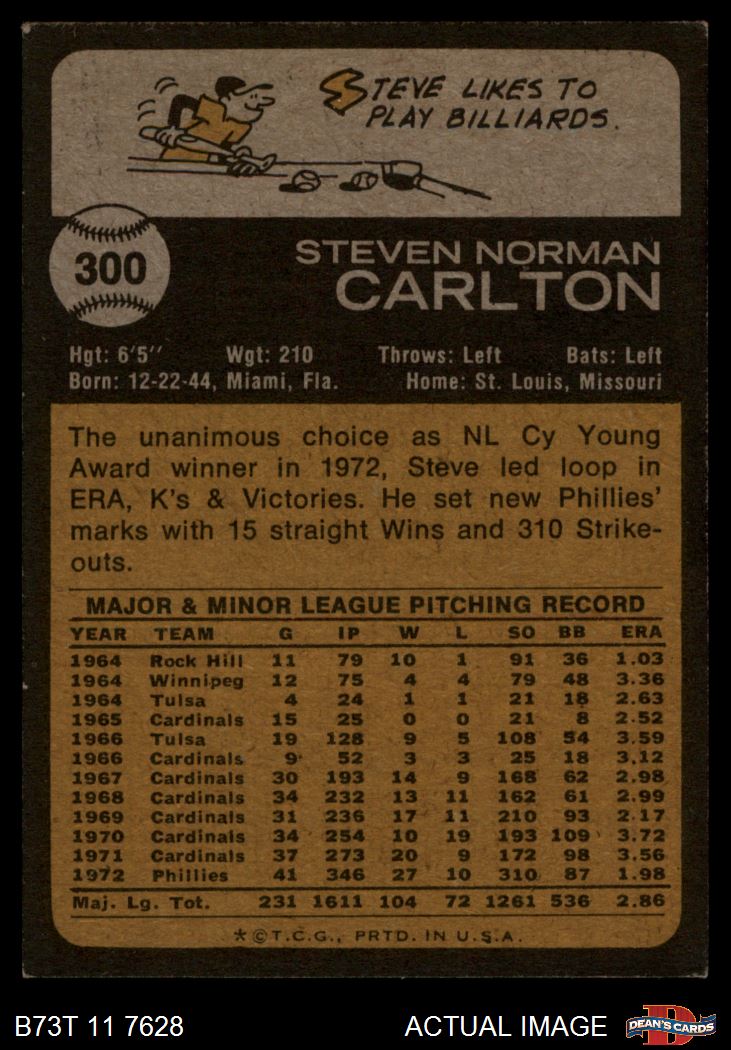 STEVE LIKES TO
PLAY BILLIARDS.
300
STEVEN NORMAN
CARLTON
Hgt: 6'5'' Wgt: 210 Throws: Left Bats: Left
Born: 12-22-44, Miami, Fla. Home: St. Louis, Missouri
The unanimous choice as NL Cy Young
Award winner in 1972, Steve led loop in
ERA, K's & Victories. He set new Phillies'
marks with 15 straight Wins and 310 Strike-
outs.
MAJOR & MINOR LEAGUE PITCHING RECORD
YEAR TEAM G IP W L SO BB ERA
1964 Rock Hill 11 79 10 1 91 36 1.03
1964 Winnipeg 12 75 4 4 79 48 3.36
1964 Tulsa 4 24 1 1 21 18 2.63
1965 Cardinals 15 25 0 0 21 8 2.52
1966 Tulsa 19 128 9 5 108 54 3.59
1966 Cardinals 9 52 3 3 25 18 3.12
1967 Cardinals 30 193 14 9 168 62 2.98
1968 Cardinals 34 232 13 11 162 61 2.99
1969 Cardinals 31 236 17 11 210 93 2.17
1970 Cardinals 34 254 10 19 193 109 3.72
1971 Cardinals 37 273 20 9 172 98 3.56
1972 Phillies 41 346 27 10 310 87 1.98
Maj. Lg. Tot. 231 1611 104 72 1261 536 2.86
*©T.C.G., PRTD. IN U.S.A.
B73T 11 7628 ACTUAL IMAGE
D
DEAN'S CARDS